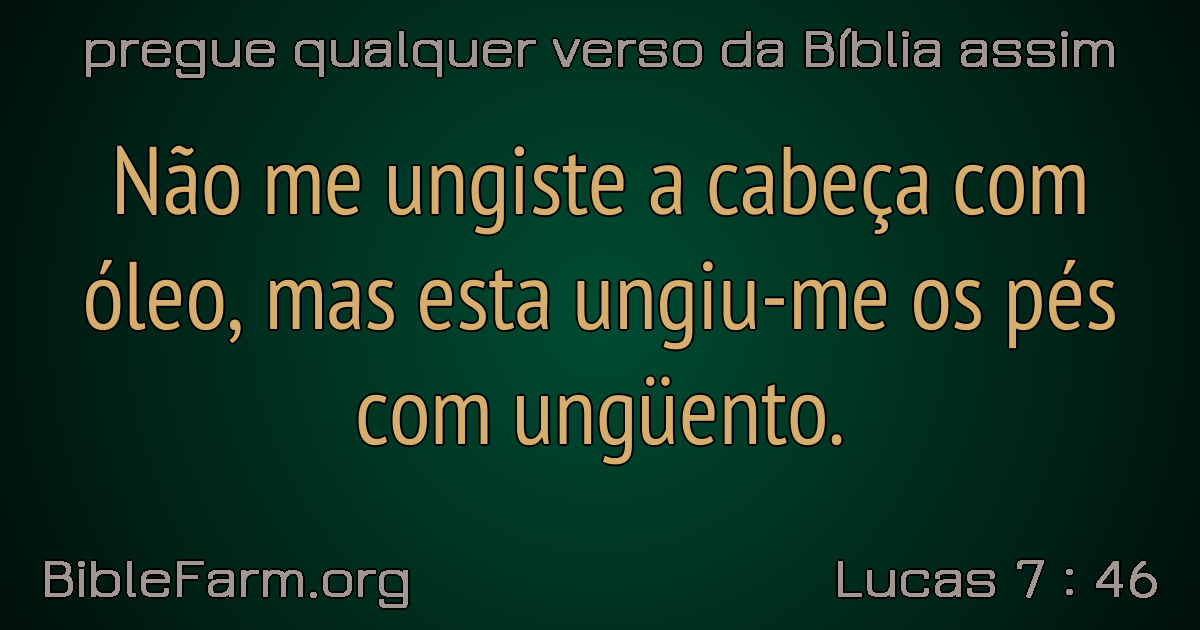 pregue qualquer verso da Bíblia assim
Não me ungiste a cabeça com
óleo, mas esta ungiu-me os pés
com ungüento.
BibleFarm.org
Lucas 7 : 46